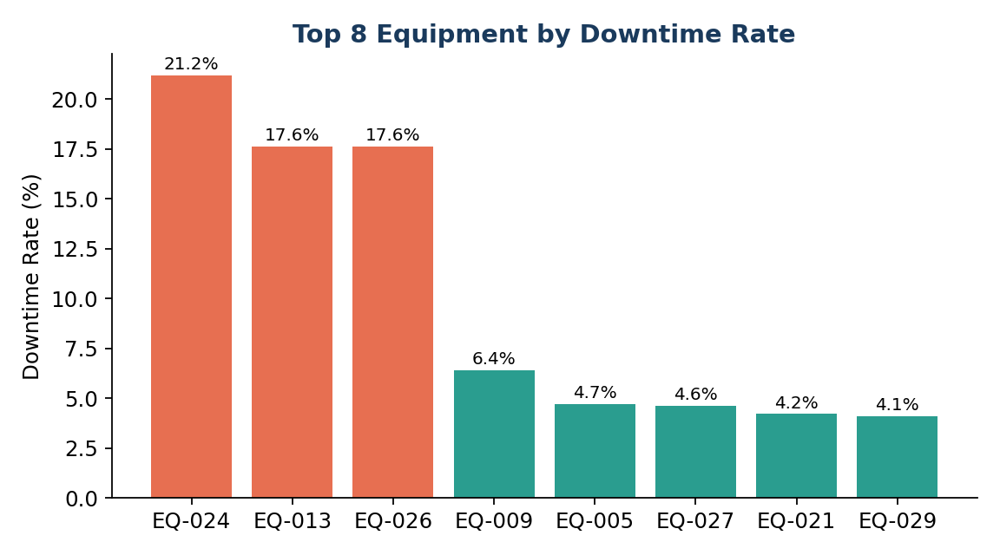 Top 8 Equipment by Downtime Rate
Downtime Rate (%)
20.0
17.5
15.0
12.5
10.0
7.5
5.0
2.5
0.0
21.2%
17.6%
17.6%
6.4%
4.7%
4.6%
4.2%
4.1%
EQ-024
EQ-013
EQ-026
EQ-009
EQ-005
EQ-027
EQ-021
EQ-029